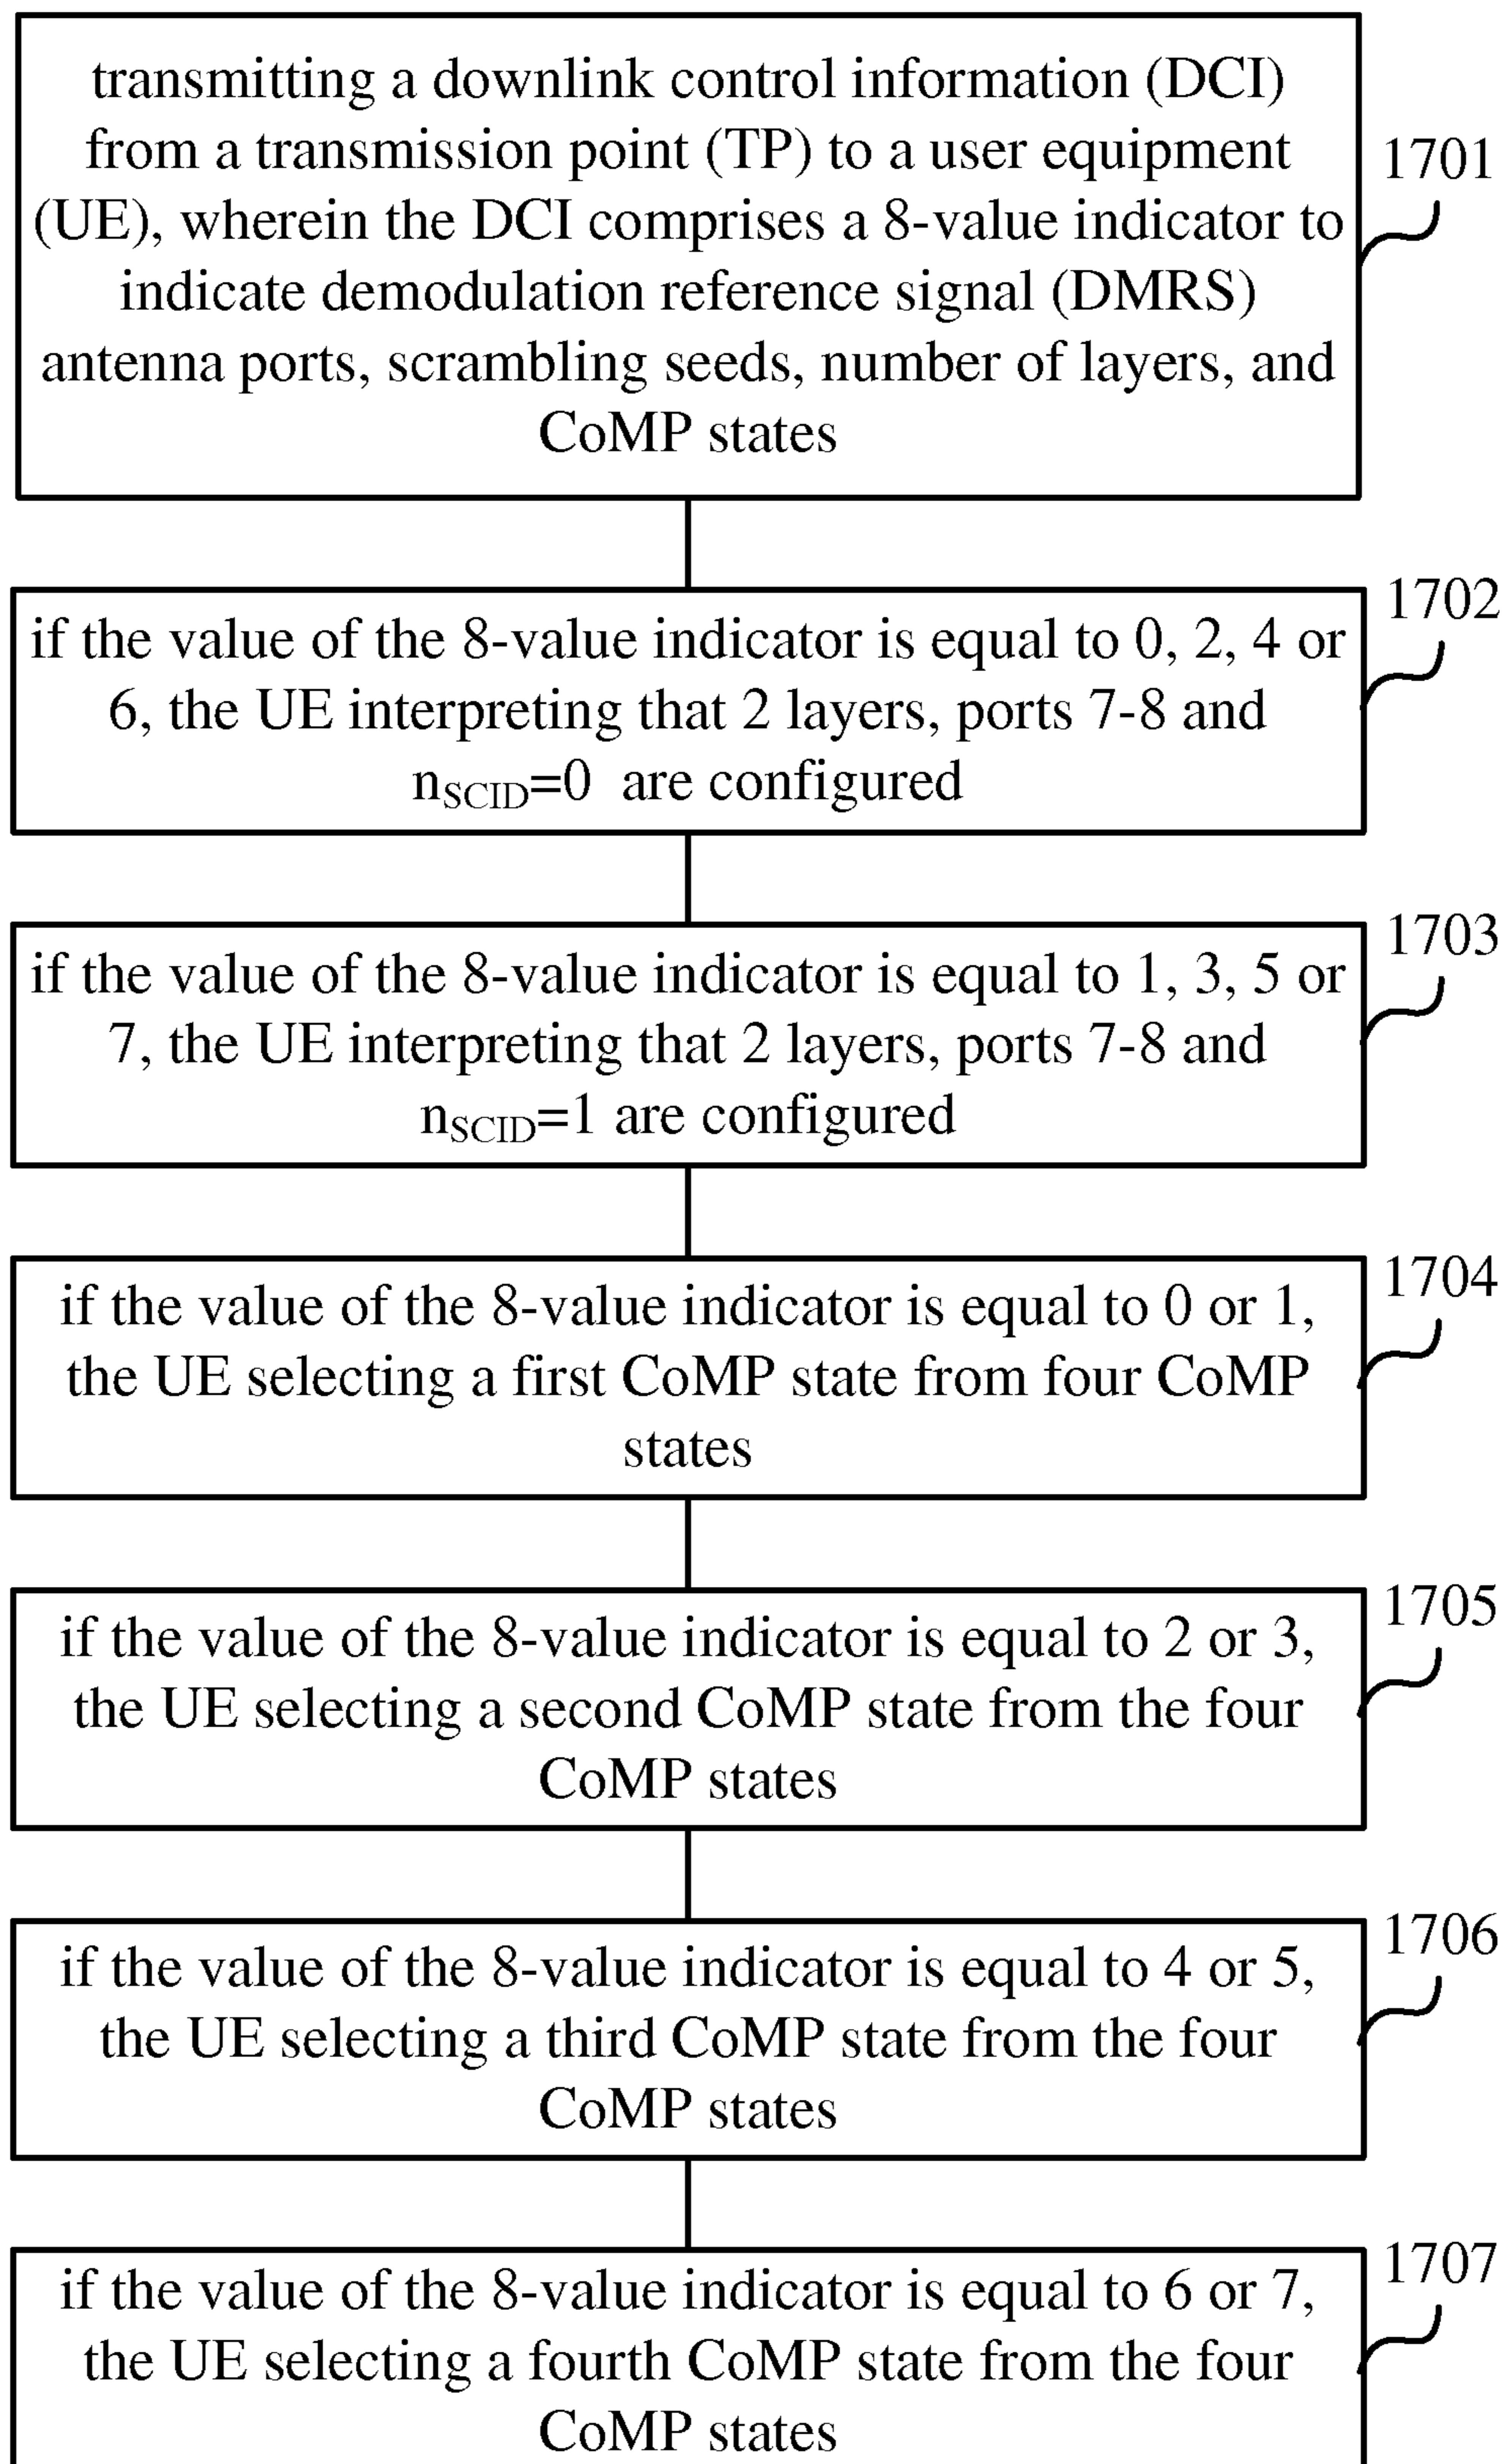 transmitting a downlink control information (DCI)
from a transmission point (TP) to a user equipment
(UE), wherein the DCI comprises a 8-value indicator to
indicate demodulation reference signal (DMRS)
antenna ports, scrambling seeds, number of layers, and
CoMP states
1701
if the value of the 8-value indicator is equal to 0, 2, 4 or
6, the UE interpreting that 2 layers, ports 7-8 and
nSCID=0 are configured
1702
if the value of the 8-value indicator is equal to 1, 3, 5 or
7, the UE interpreting that 2 layers, ports 7-8 and
nSCID=1 are configured
1703
if the value of the 8-value indicator is equal to 0 or 1,
the UE selecting a first CoMP state from four CoMP
states
1704
if the value of the 8-value indicator is equal to 2 or 3,
the UE selecting a second CoMP state from the four
CoMP states
1705
if the value of the 8-value indicator is equal to 4 or 5,
the UE selecting a third CoMP state from the four
CoMP states
1706
if the value of the 8-value indicator is equal to 6 or 7,
the UE selecting a fourth CoMP state from the four
CoMP states
1707